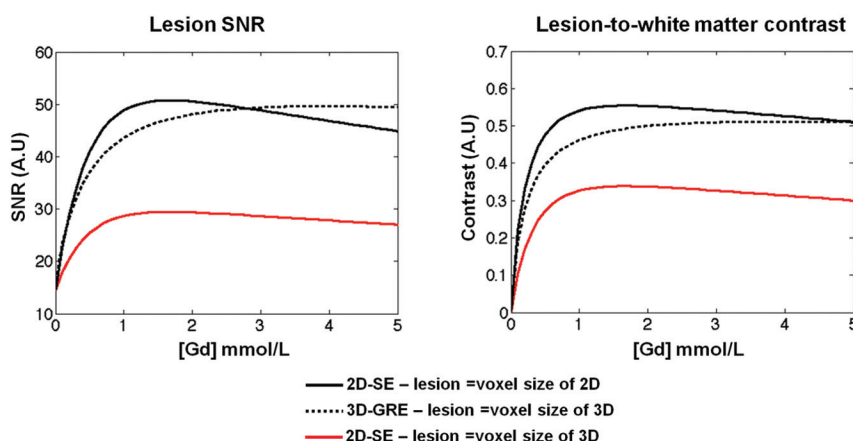 Lesion SNR
60
50
40
30
20
10
SNR (A.U)
0 1 2 3 4 5
[Gd] mmol/L
Lesion-to-white matter contrast
0.7
0.6
0.5
0.4
0.3
0.2
0.1
0
Contrast (A.U)
0 1 2 3 4 5
[Gd] mmol/L
2D-SE – lesion =voxel size of 2D
3D-GRE – lesion =voxel size of 3D
2D-SE – lesion =voxel size of 3D